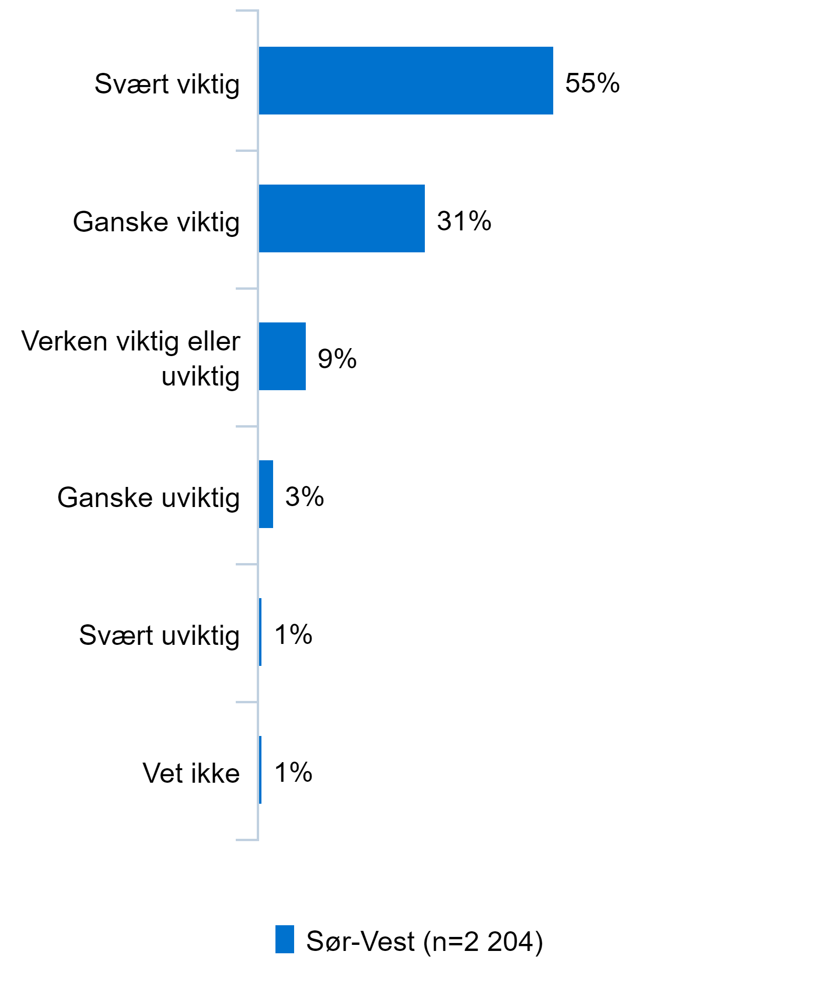 Svært viktig
55%
Ganske viktig
31%
Verken viktig eller
uviktig
9%
Ganske uviktig
3%
Svært uviktig
1%
Vet ikke
1%
Sør-Vest (n=2 204)